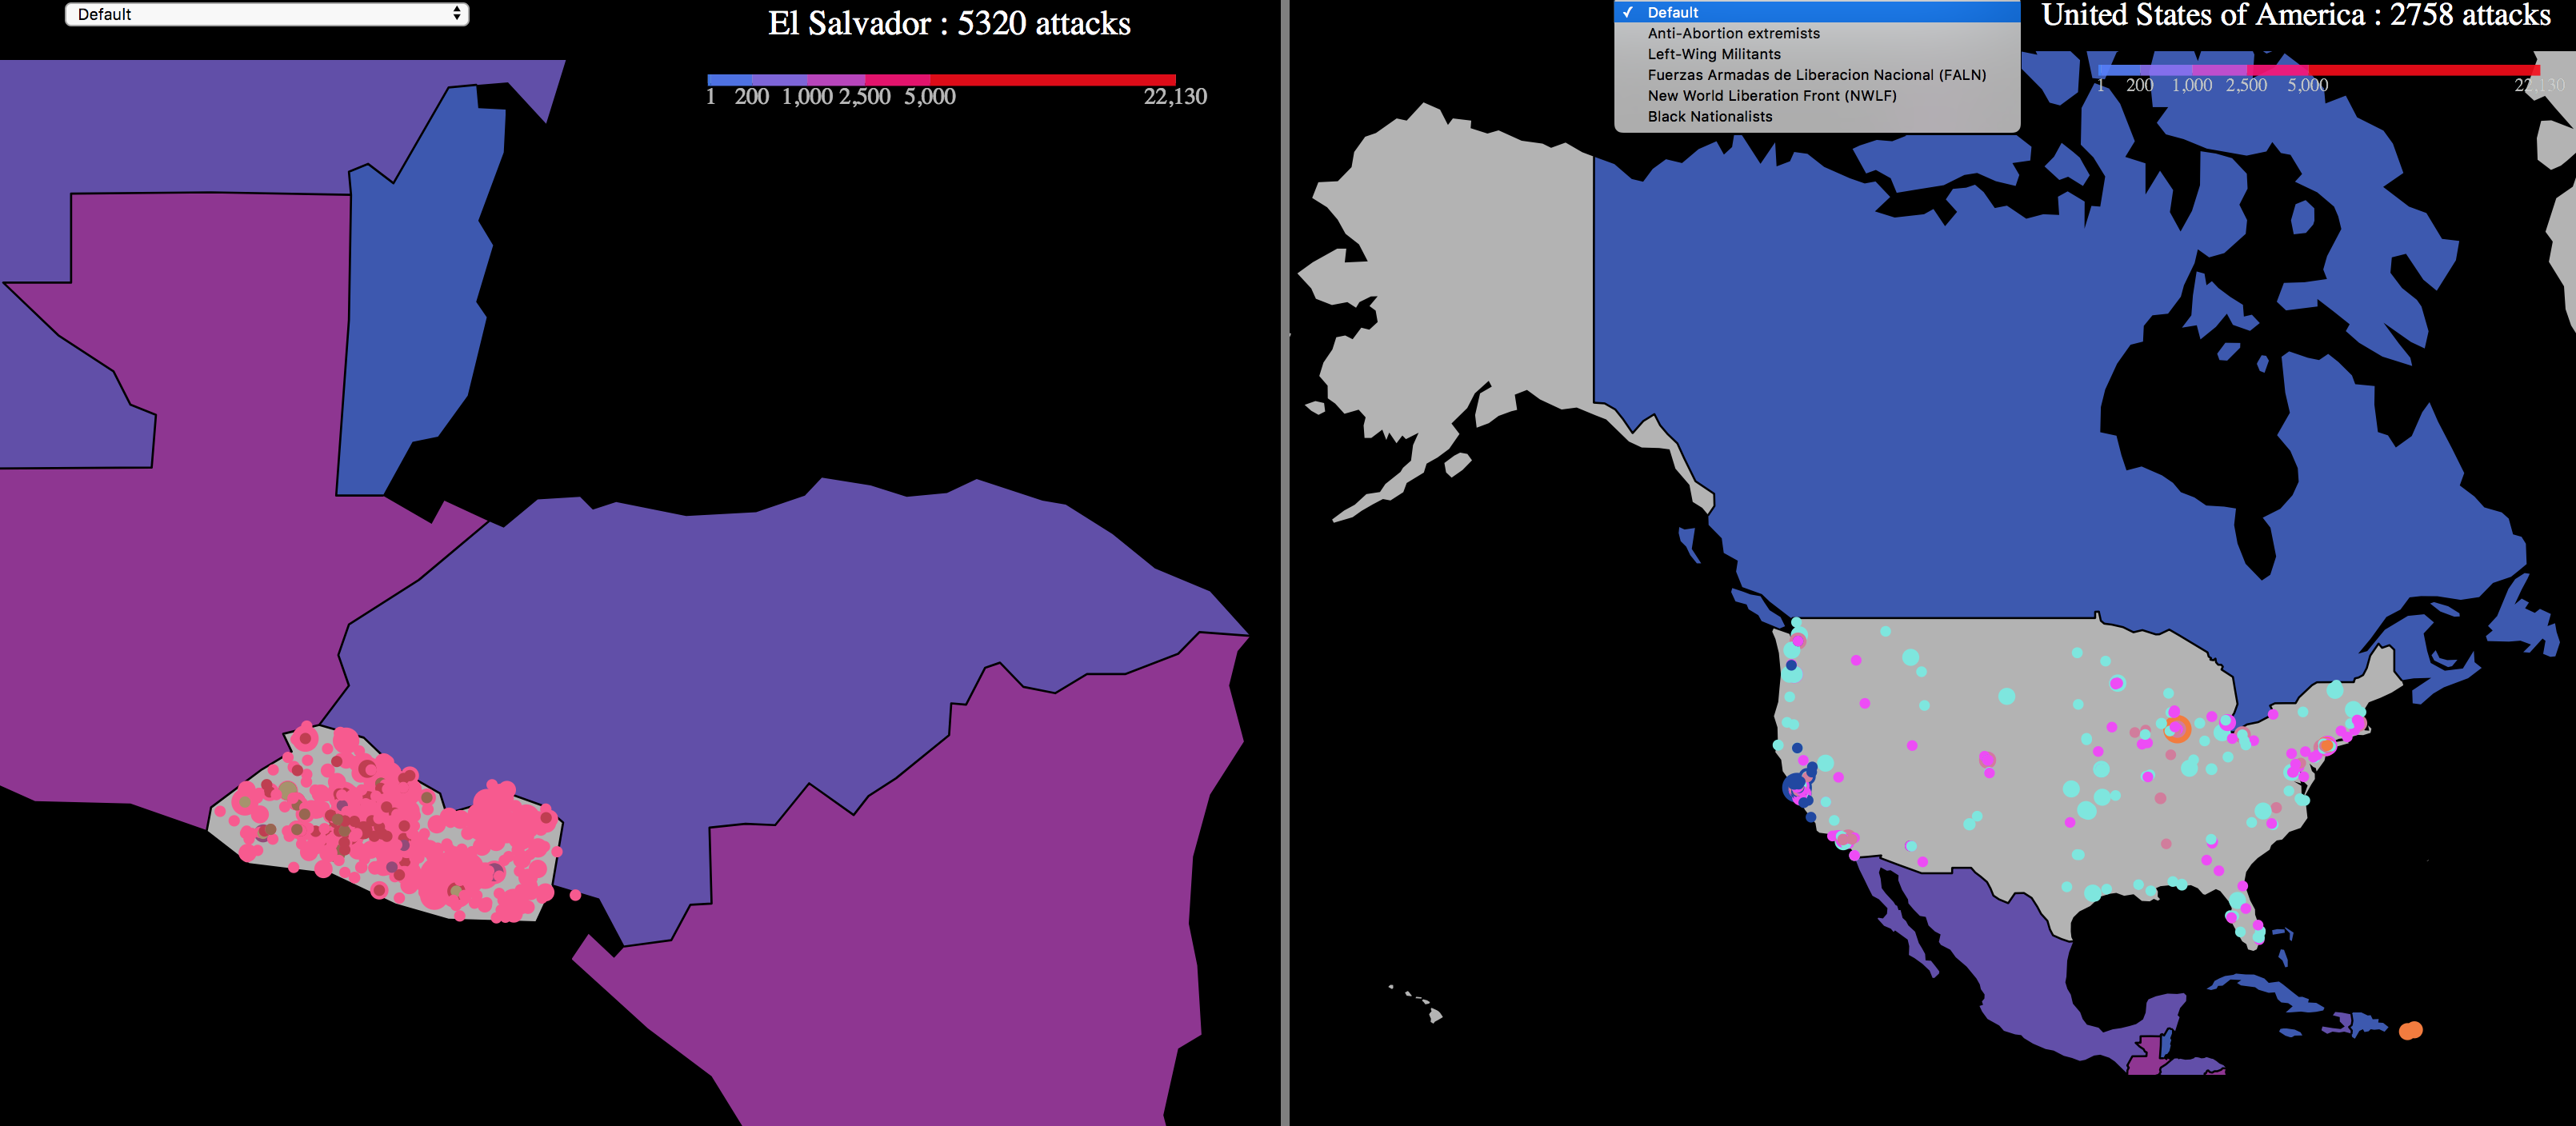 Default
El Salvador : 5320 attacks
1 200 1,000 2,500 5,000 22,130
✓ Default
Anti-Abortion extremists
Left-Wing Militants
Fuerzas Armadas de Liberacion Nacional (FALN)
New World Liberation Front (NWLF)
Black Nationalists
United States of America : 2758 attacks
1 200 1,000 2,500 5,000 22,130